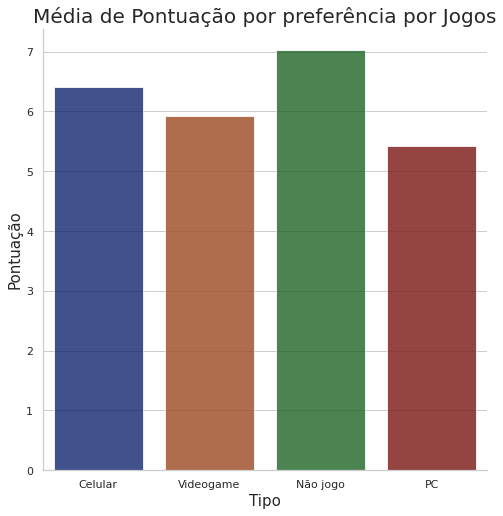 Média de Pontuação por preferência por Jogos
Pontuação
7
6
5
4
3
2
1
0
Celular
Videogame
Não jogo
PC
Tipo